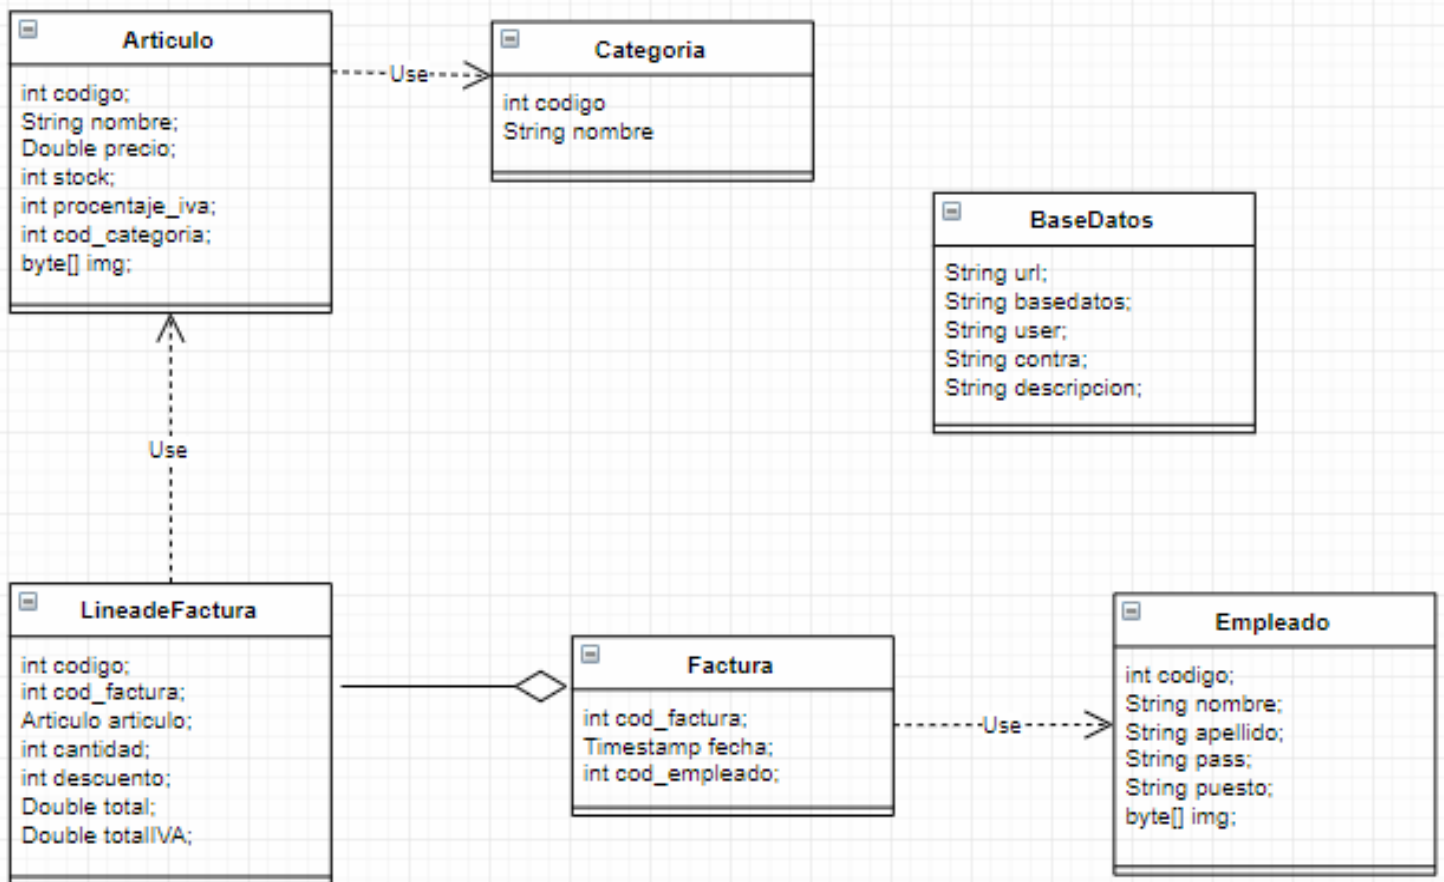 Articulo
int codigo;
String nombre;
Double precio;
int stock;
int procentaje_iva;
int cod_categoria;
byte[] img;
Use
Categoria
int codigo
String nombre
BaseDatos
String url;
String basedatos;
String user;
String contra;
String descripcion;
Use
LineadeFactura
int codigo;
int cod_factura;
Articulo articulo;
int cantidad;
int descuento;
Double total;
Double totalIVA;
Factura
int cod_factura;
Timestamp fecha;
int cod_empleado;
Use
Empleado
int codigo;
String nombre;
String apellido;
String pass;
String puesto;
byte[] img;